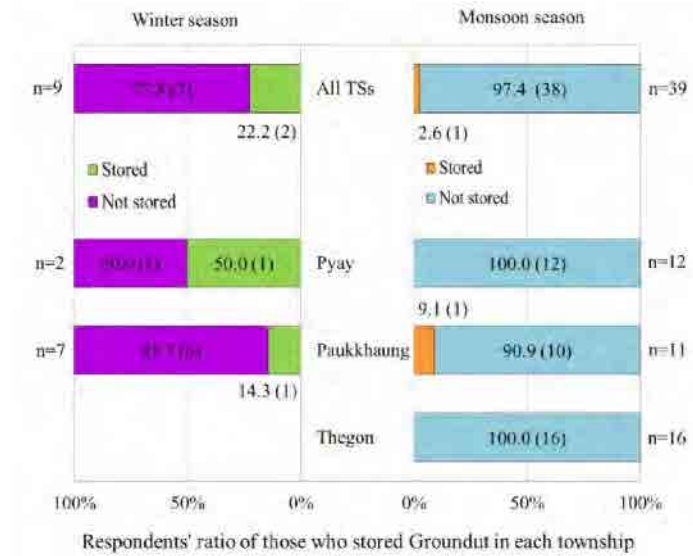 Winter season
Monsoon season
n=9
All TSs
97.4 (38)
n=39
22.2 (2)
2.6 (1)
Stored
Not stored
Stored
Not stored
n=2
50.0 (1)
Pyay
100.0 (12)
n=12
9.1 (1)
n=7
Paukkhaung
90.9 (10)
n=11
14.3 (1)
Thegon
100.0 (16)
n=16
100%
50%
0%
0%
50%
100%
Respondents' ratio of those who stored Groundut in each township